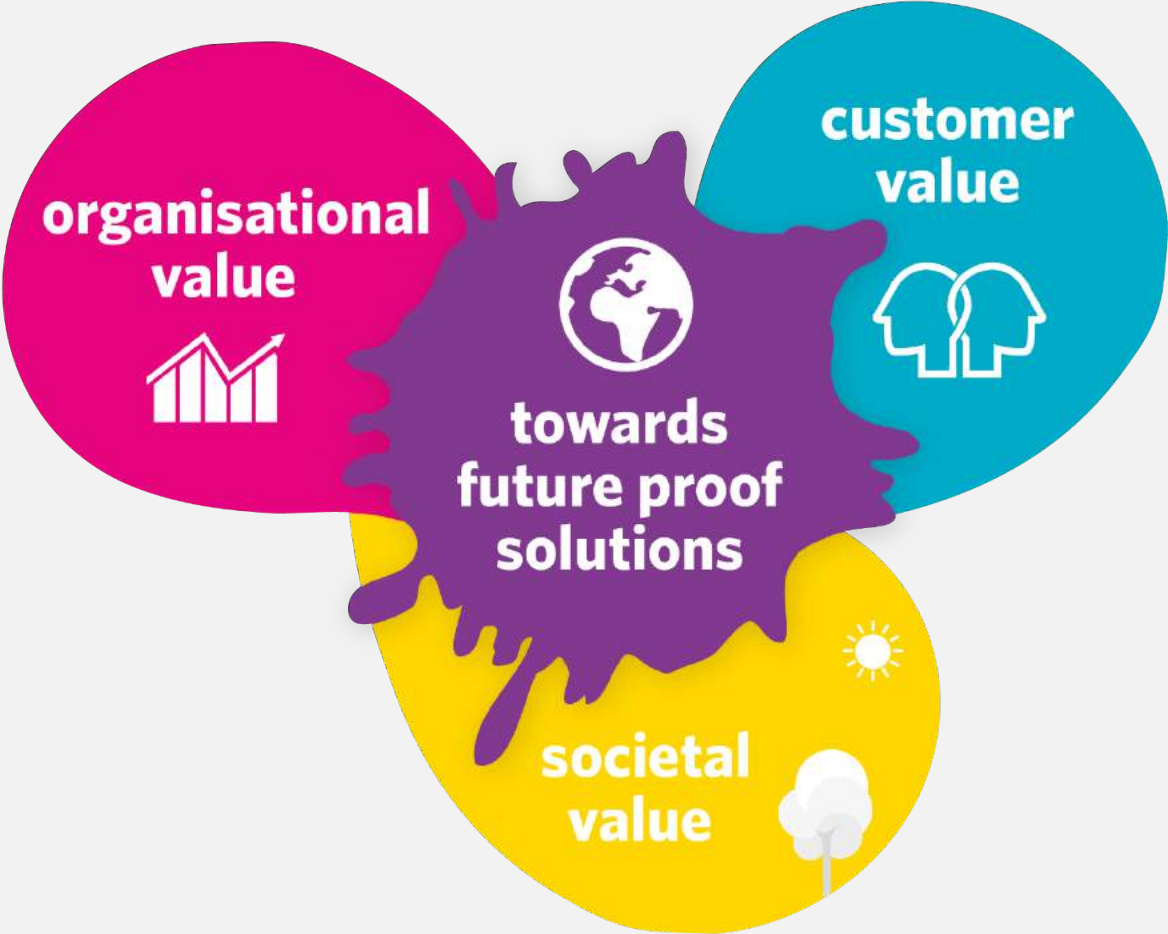 organisational
value
customer
value
towards
future proof
solutions
societal
value